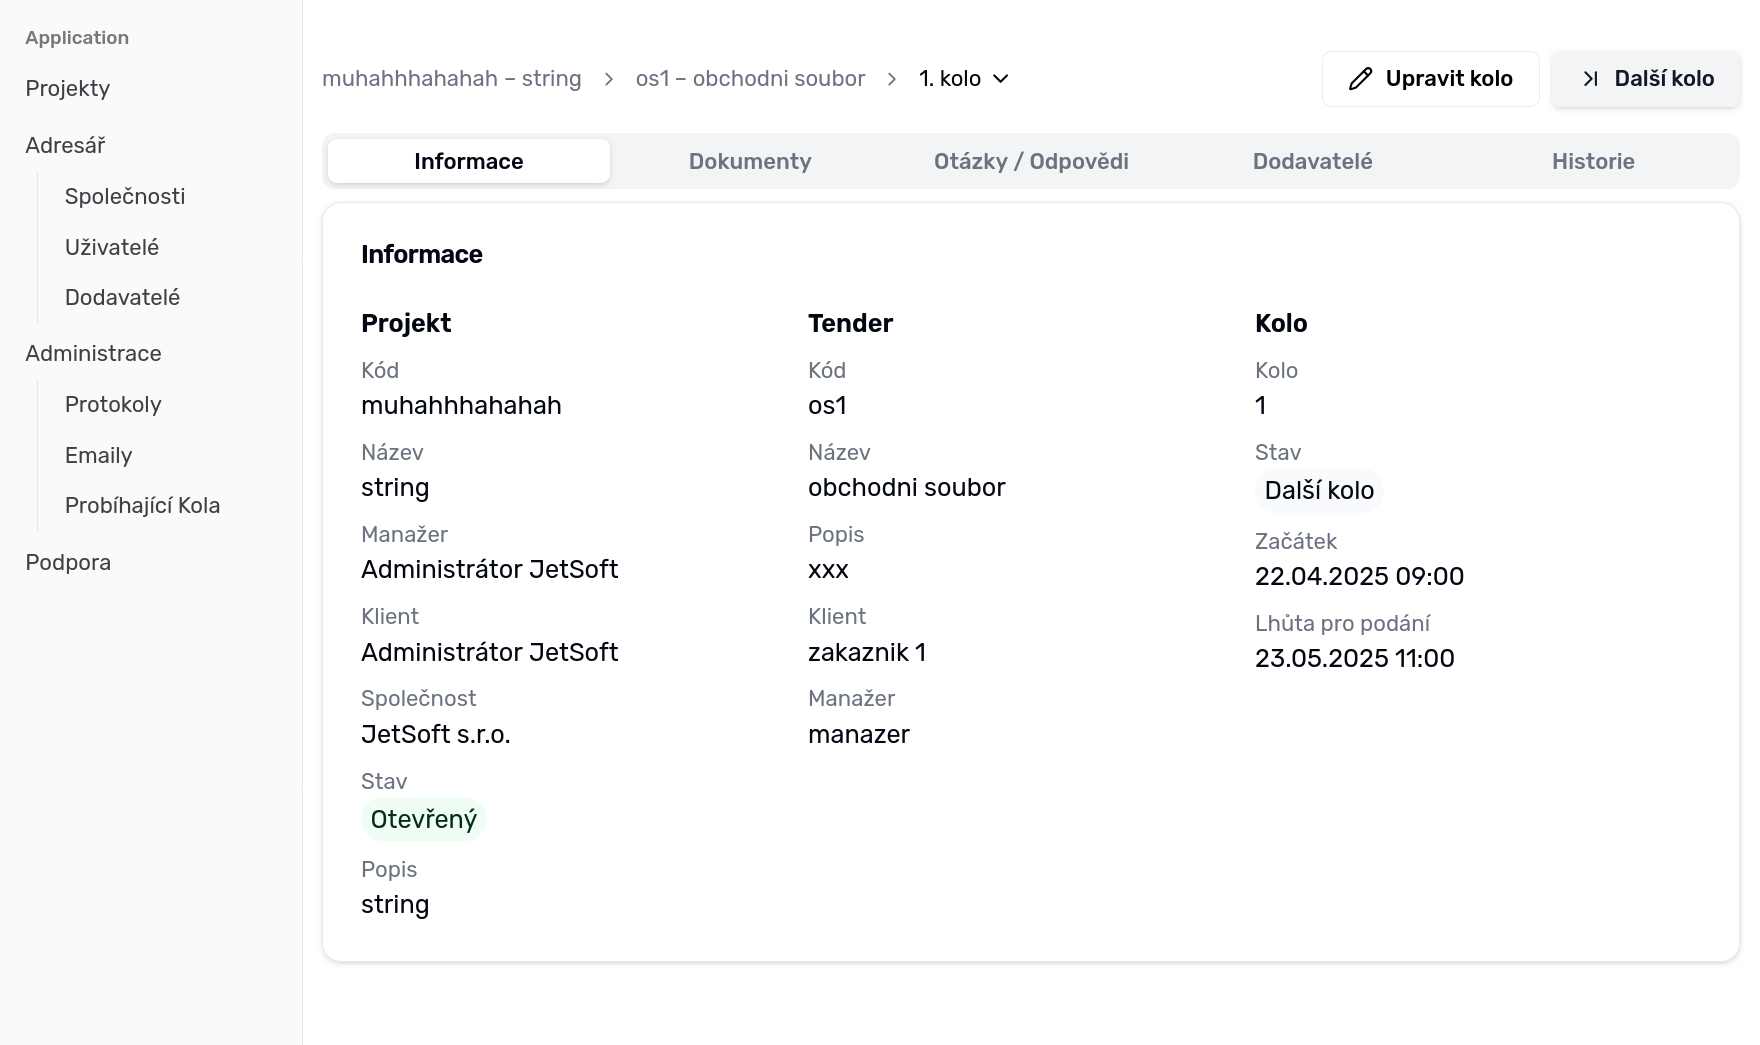 Application
Projekty
Adresář
Společnosti
Uživatelé
Dodavatelé
Administrace
Protokoly
Emaily
Probíhající Kola
Podpora
muhahhhahahah – string > os1 – obchodni soubor > 1. kolo
Upravit kolo
Další kolo
Informace
Dokumenty
Otázky / Odpovědi
Dodavatelé
Historie
Informace
Projekt
Kód
muhahhhahahah
Název
string
Manažer
Administrátor JetSoft
Klient
Administrátor JetSoft
Společnost
JetSoft s.r.o.
Stav
Otevřený
Popis
string
Tender
Kód
os1
Název
obchodni soubor
Popis
xxx
Klient
zakaznik 1
Manažer
manazer
Kolo
Kolo
1
Stav
Další kolo
Začátek
22.04.2025 09:00
Lhůta pro podání
23.05.2025 11:00